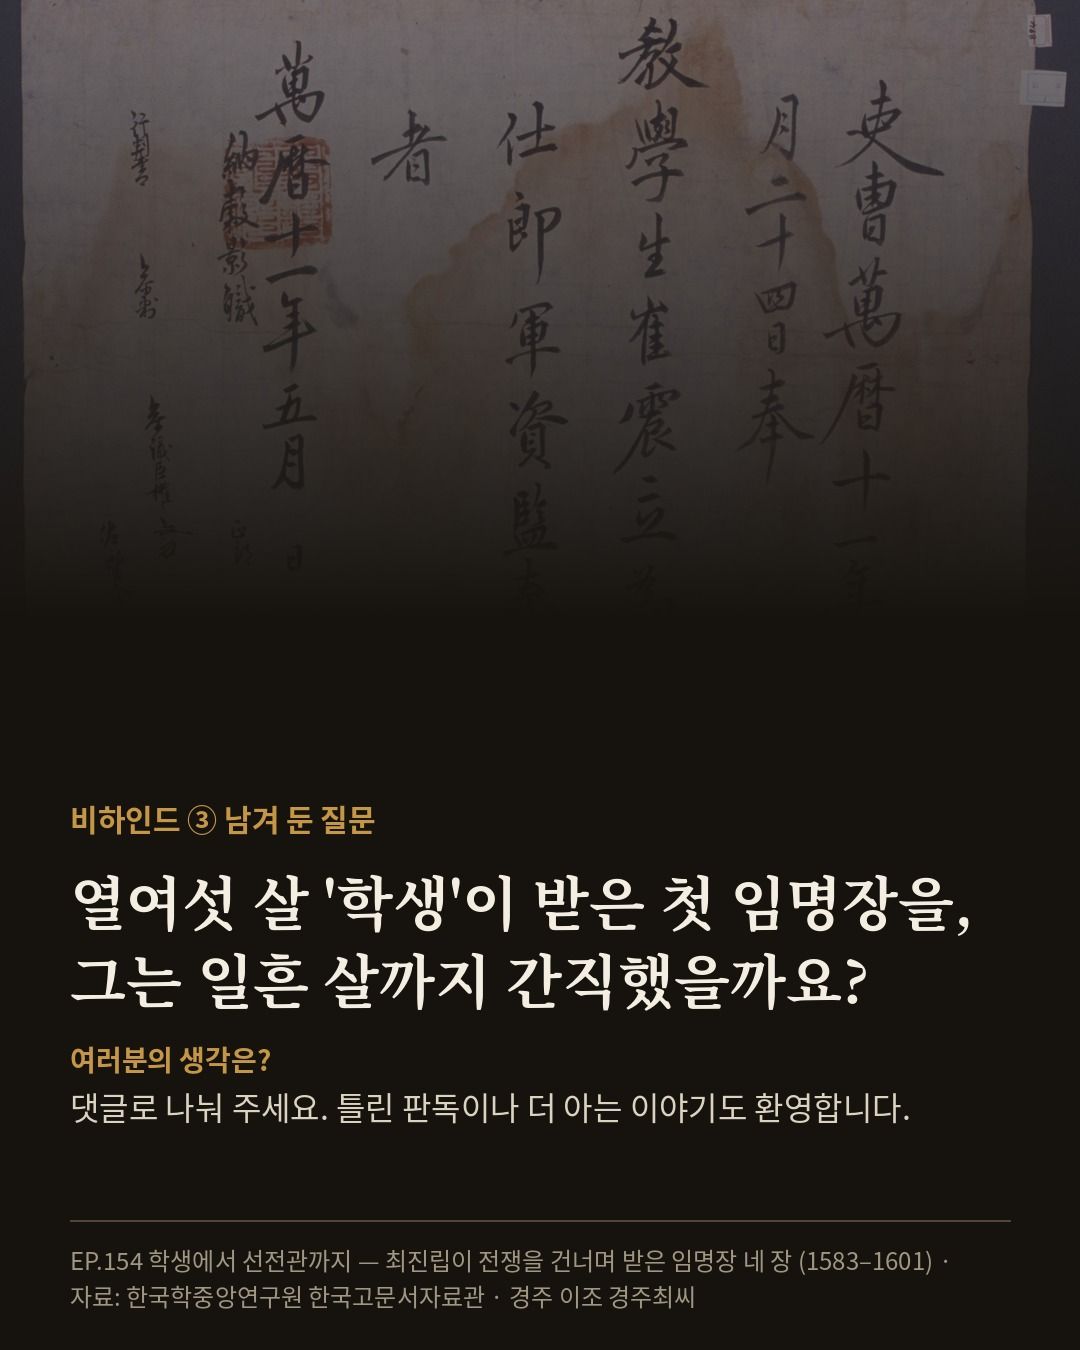 吏曹萬曆十一年
月二十四日奉
教學生崔震立爲
仕郎軍資監奉
者
萬曆十一年五月 日
納穀影職
비하인드 ③ 남겨 둔 질문
열여섯 살 '학생'이 받은 첫 임명장을,
그는 일흔 살까지 간직했을까요?
여러분의 생각은?
댓글로 나눠 주세요. 틀린 판독이나 더 아는 이야기도 환영합니다.
EP.154 학생에서 선전관까지 — 최진립이 전쟁을 건너며 받은 임명장 네 장 (1583–1601) ·
자료: 한국학중앙연구원 한국고문서자료관 · 경주 이조 경주최씨